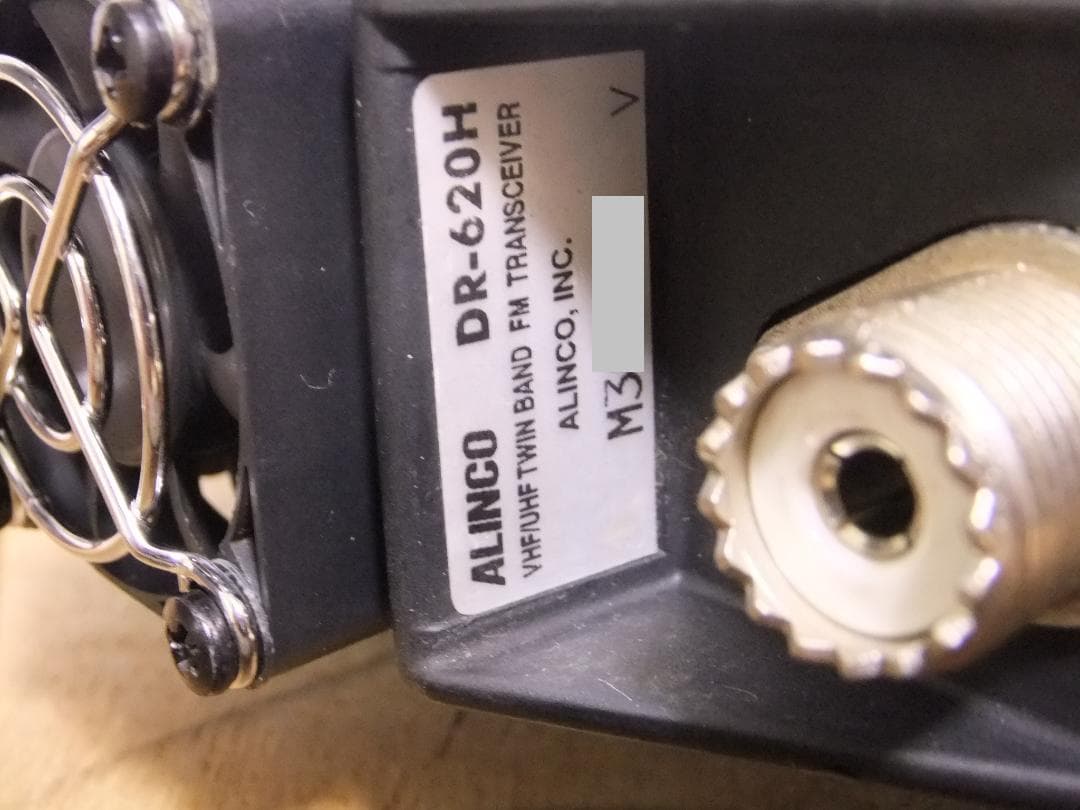 ALINCO DR-620H
VHF/UHF TWIN BAND FM TRANSCEIVER
ALINCO, INC.
M3 V